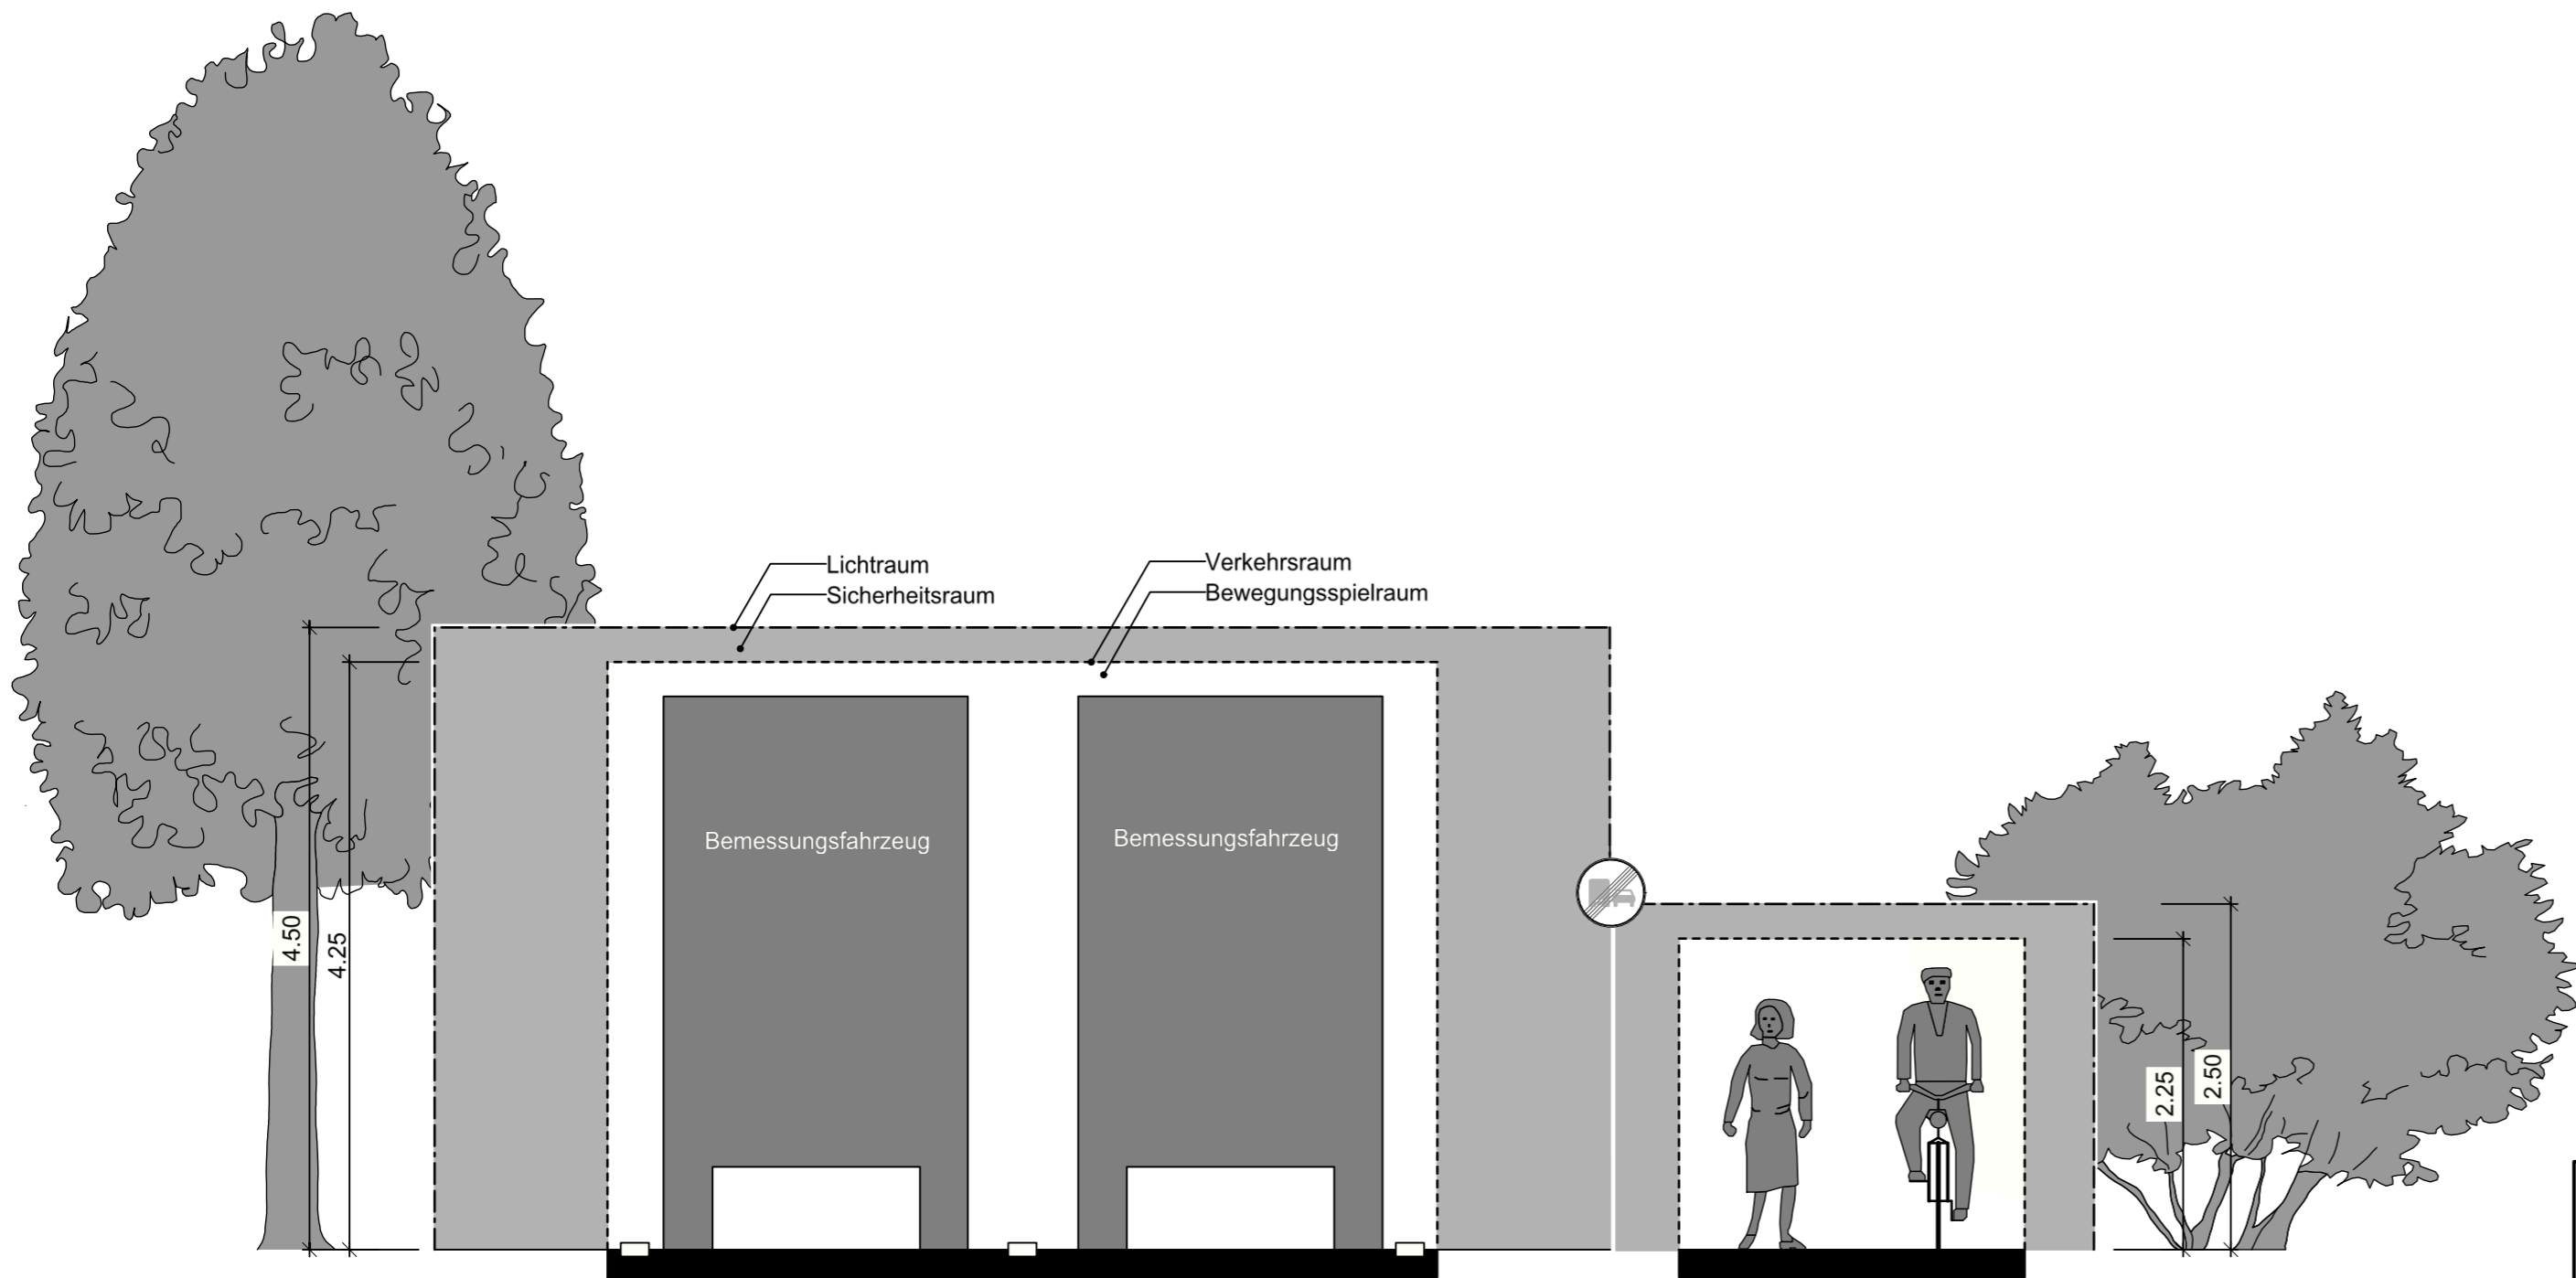 Lichtraum
Sicherheitsraum
Verkehrsraum
Bewegungsspielraum
Bemessungsfahrzeug
Bemessungsfahrzeug
4.50
4.25
2.25
2.50